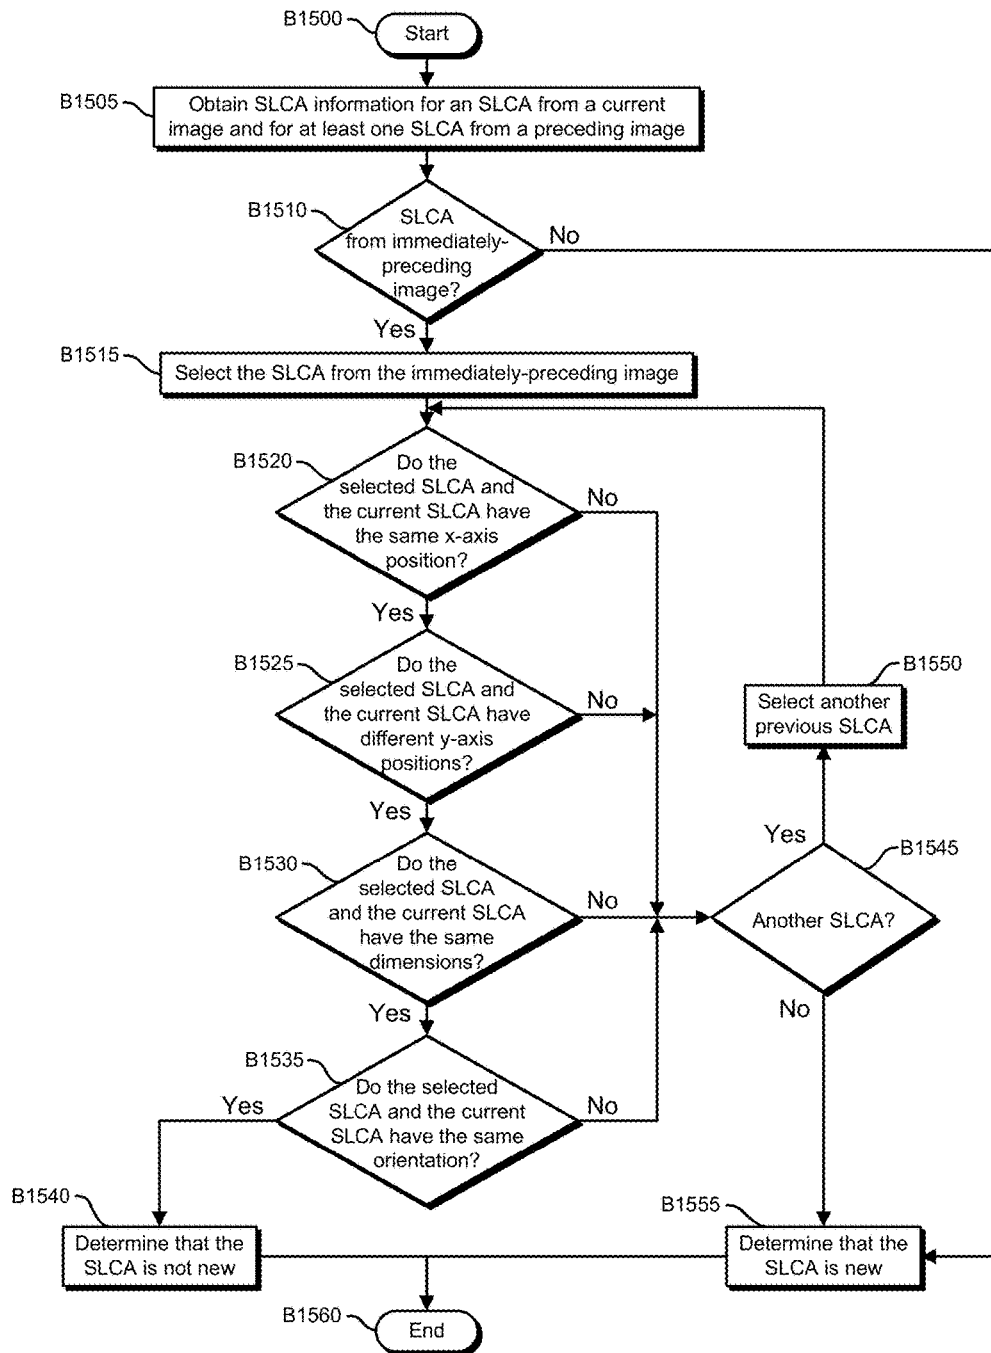 B1500
Start
B1505
Obtain SLCA information for an SLCA from a current
image and for at least one SLCA from a preceding image
B1510
SLCA
from immediately-
preceding
image?
No
Yes
B1515
Select the SLCA from the immediately-preceding image
B1520
Do the
selected SLCA and
the current SLCA have
the same x-axis
position?
No
Yes
B1525
Do the
selected SLCA and
the current SLCA have
different y-axis
positions?
No
Yes
B1550
Select another
previous SLCA
B1530
Do the
selected SLCA
and the current SLCA
have the same
dimensions?
No
Yes
Yes
B1545
Another SLCA?
No
B1535
Do the selected
SLCA and the current
SLCA have the same
orientation?
Yes
No
B1540
Determine that the
SLCA is not new
B1555
Determine that the
SLCA is new
B1560
End